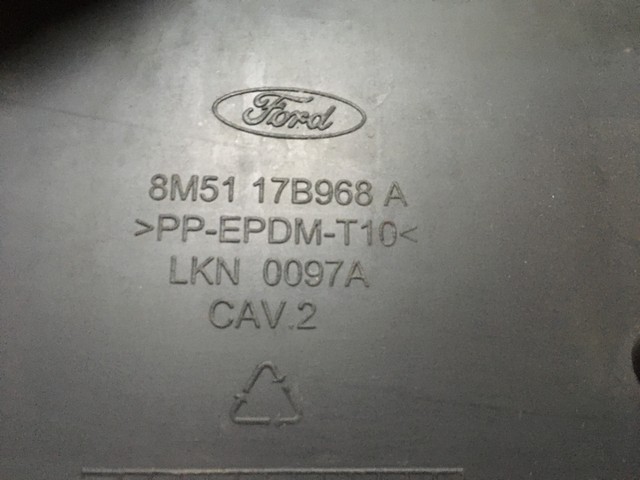 Ford
8M51 17B968 A
>PP-EPDM-T10<
LKN 0097A
CAV.2